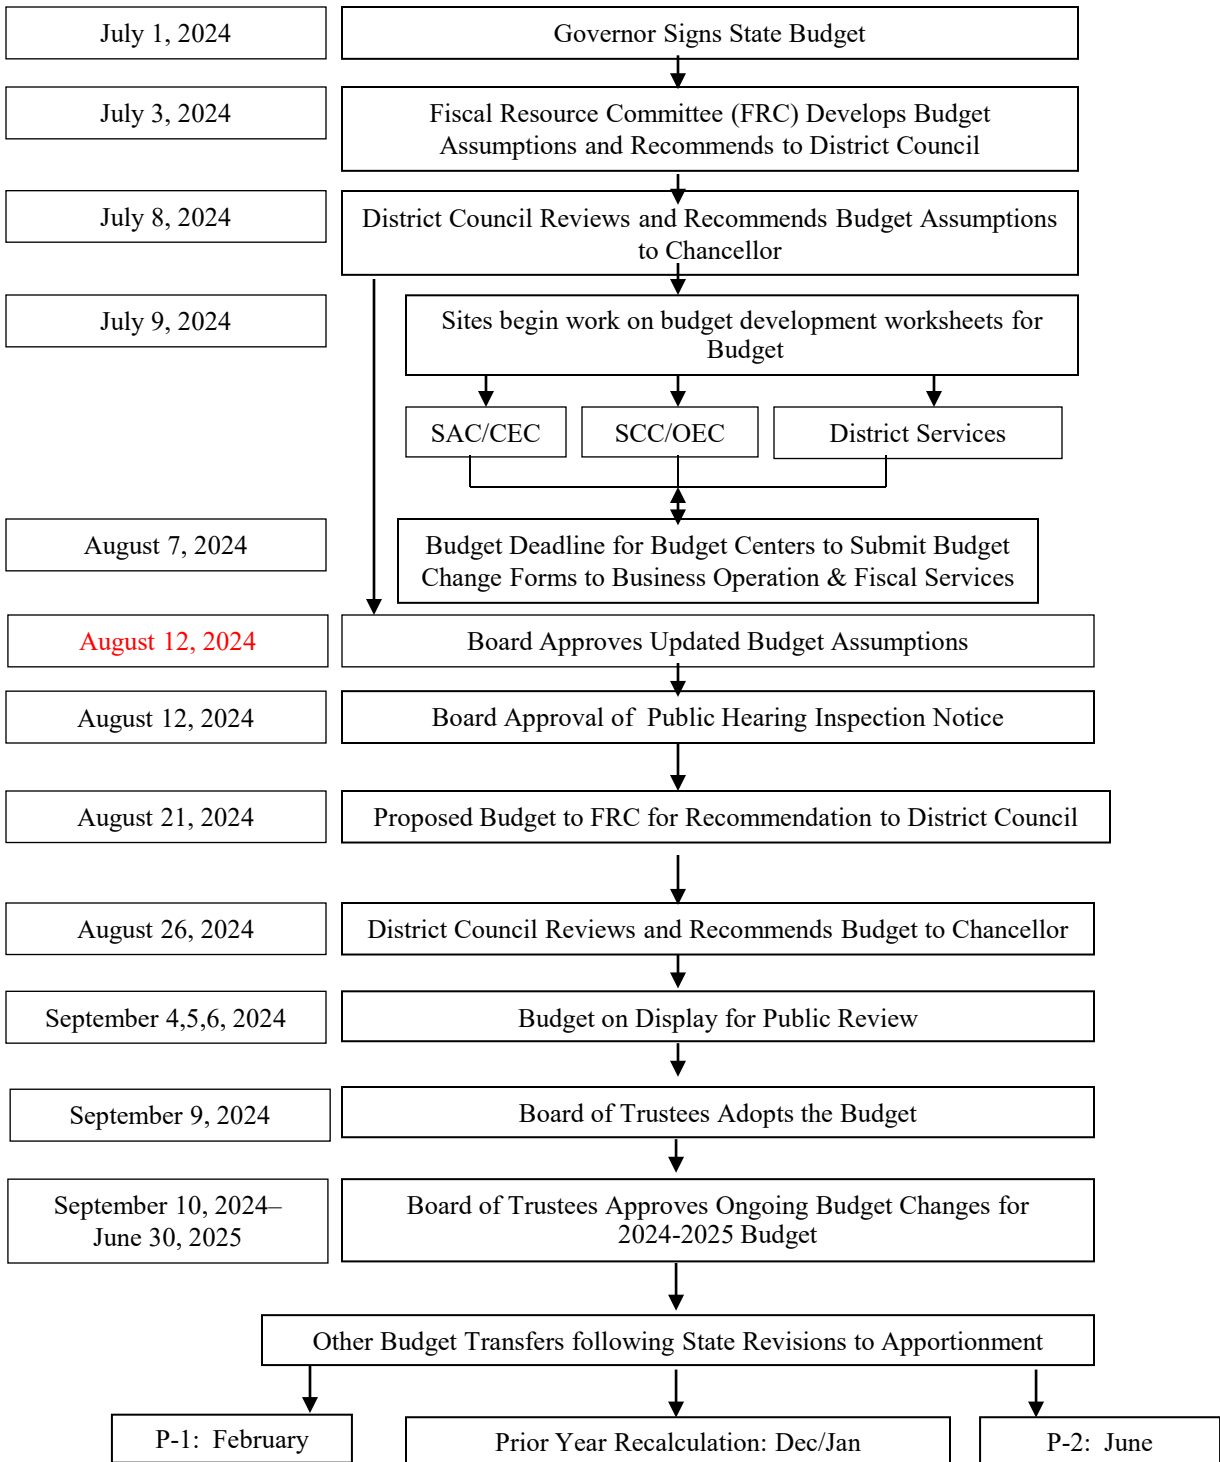 July 1, 2024
Governor Signs State Budget
July 3, 2024
Fiscal Resource Committee (FRC) Develops Budget
Assumptions and Recommends to District Council
July 8, 2024
District Council Reviews and Recommends Budget Assumptions
to Chancellor
July 9, 2024
Sites begin work on budget development worksheets for
Budget
SAC/CEC
SCC/OEC
District Services
August 7, 2024
Budget Deadline for Budget Centers to Submit Budget
Change Forms to Business Operation & Fiscal Services
August 12, 2024
Board Approves Updated Budget Assumptions
August 12, 2024
Board Approval of Public Hearing Inspection Notice
August 21, 2024
Proposed Budget to FRC for Recommendation to District Council
August 26, 2024
District Council Reviews and Recommends Budget to Chancellor
September 4,5,6, 2024
Budget on Display for Public Review
September 9, 2024
Board of Trustees Adopts the Budget
September 10, 2024–
June 30, 2025
Board of Trustees Approves Ongoing Budget Changes for
2024-2025 Budget
Other Budget Transfers following State Revisions to Apportionment
P-1: February
Prior Year Recalculation: Dec/Jan
P-2: June